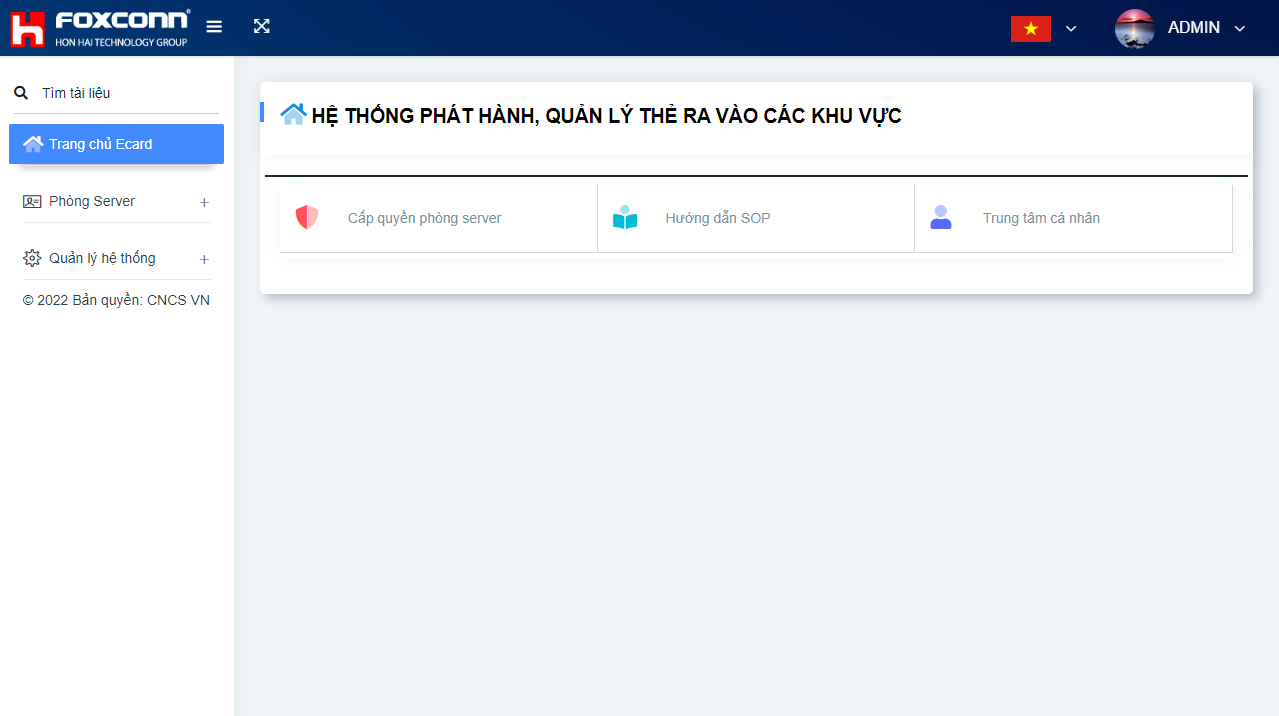 FOXCONN®
HON HAI TECHNOLOGY GROUP
ADMIN
Tìm tài liệu
Trang chủ Ecard
Phòng Server
Quản lý hệ thống
© 2022 Bản quyền: CNCS VN
HỆ THỐNG PHÁT HÀNH, QUẢN LÝ THẺ RA VÀO CÁC KHU VỰC
Cấp quyền phòng server
Hướng dẫn SOP
Trung tâm cá nhân